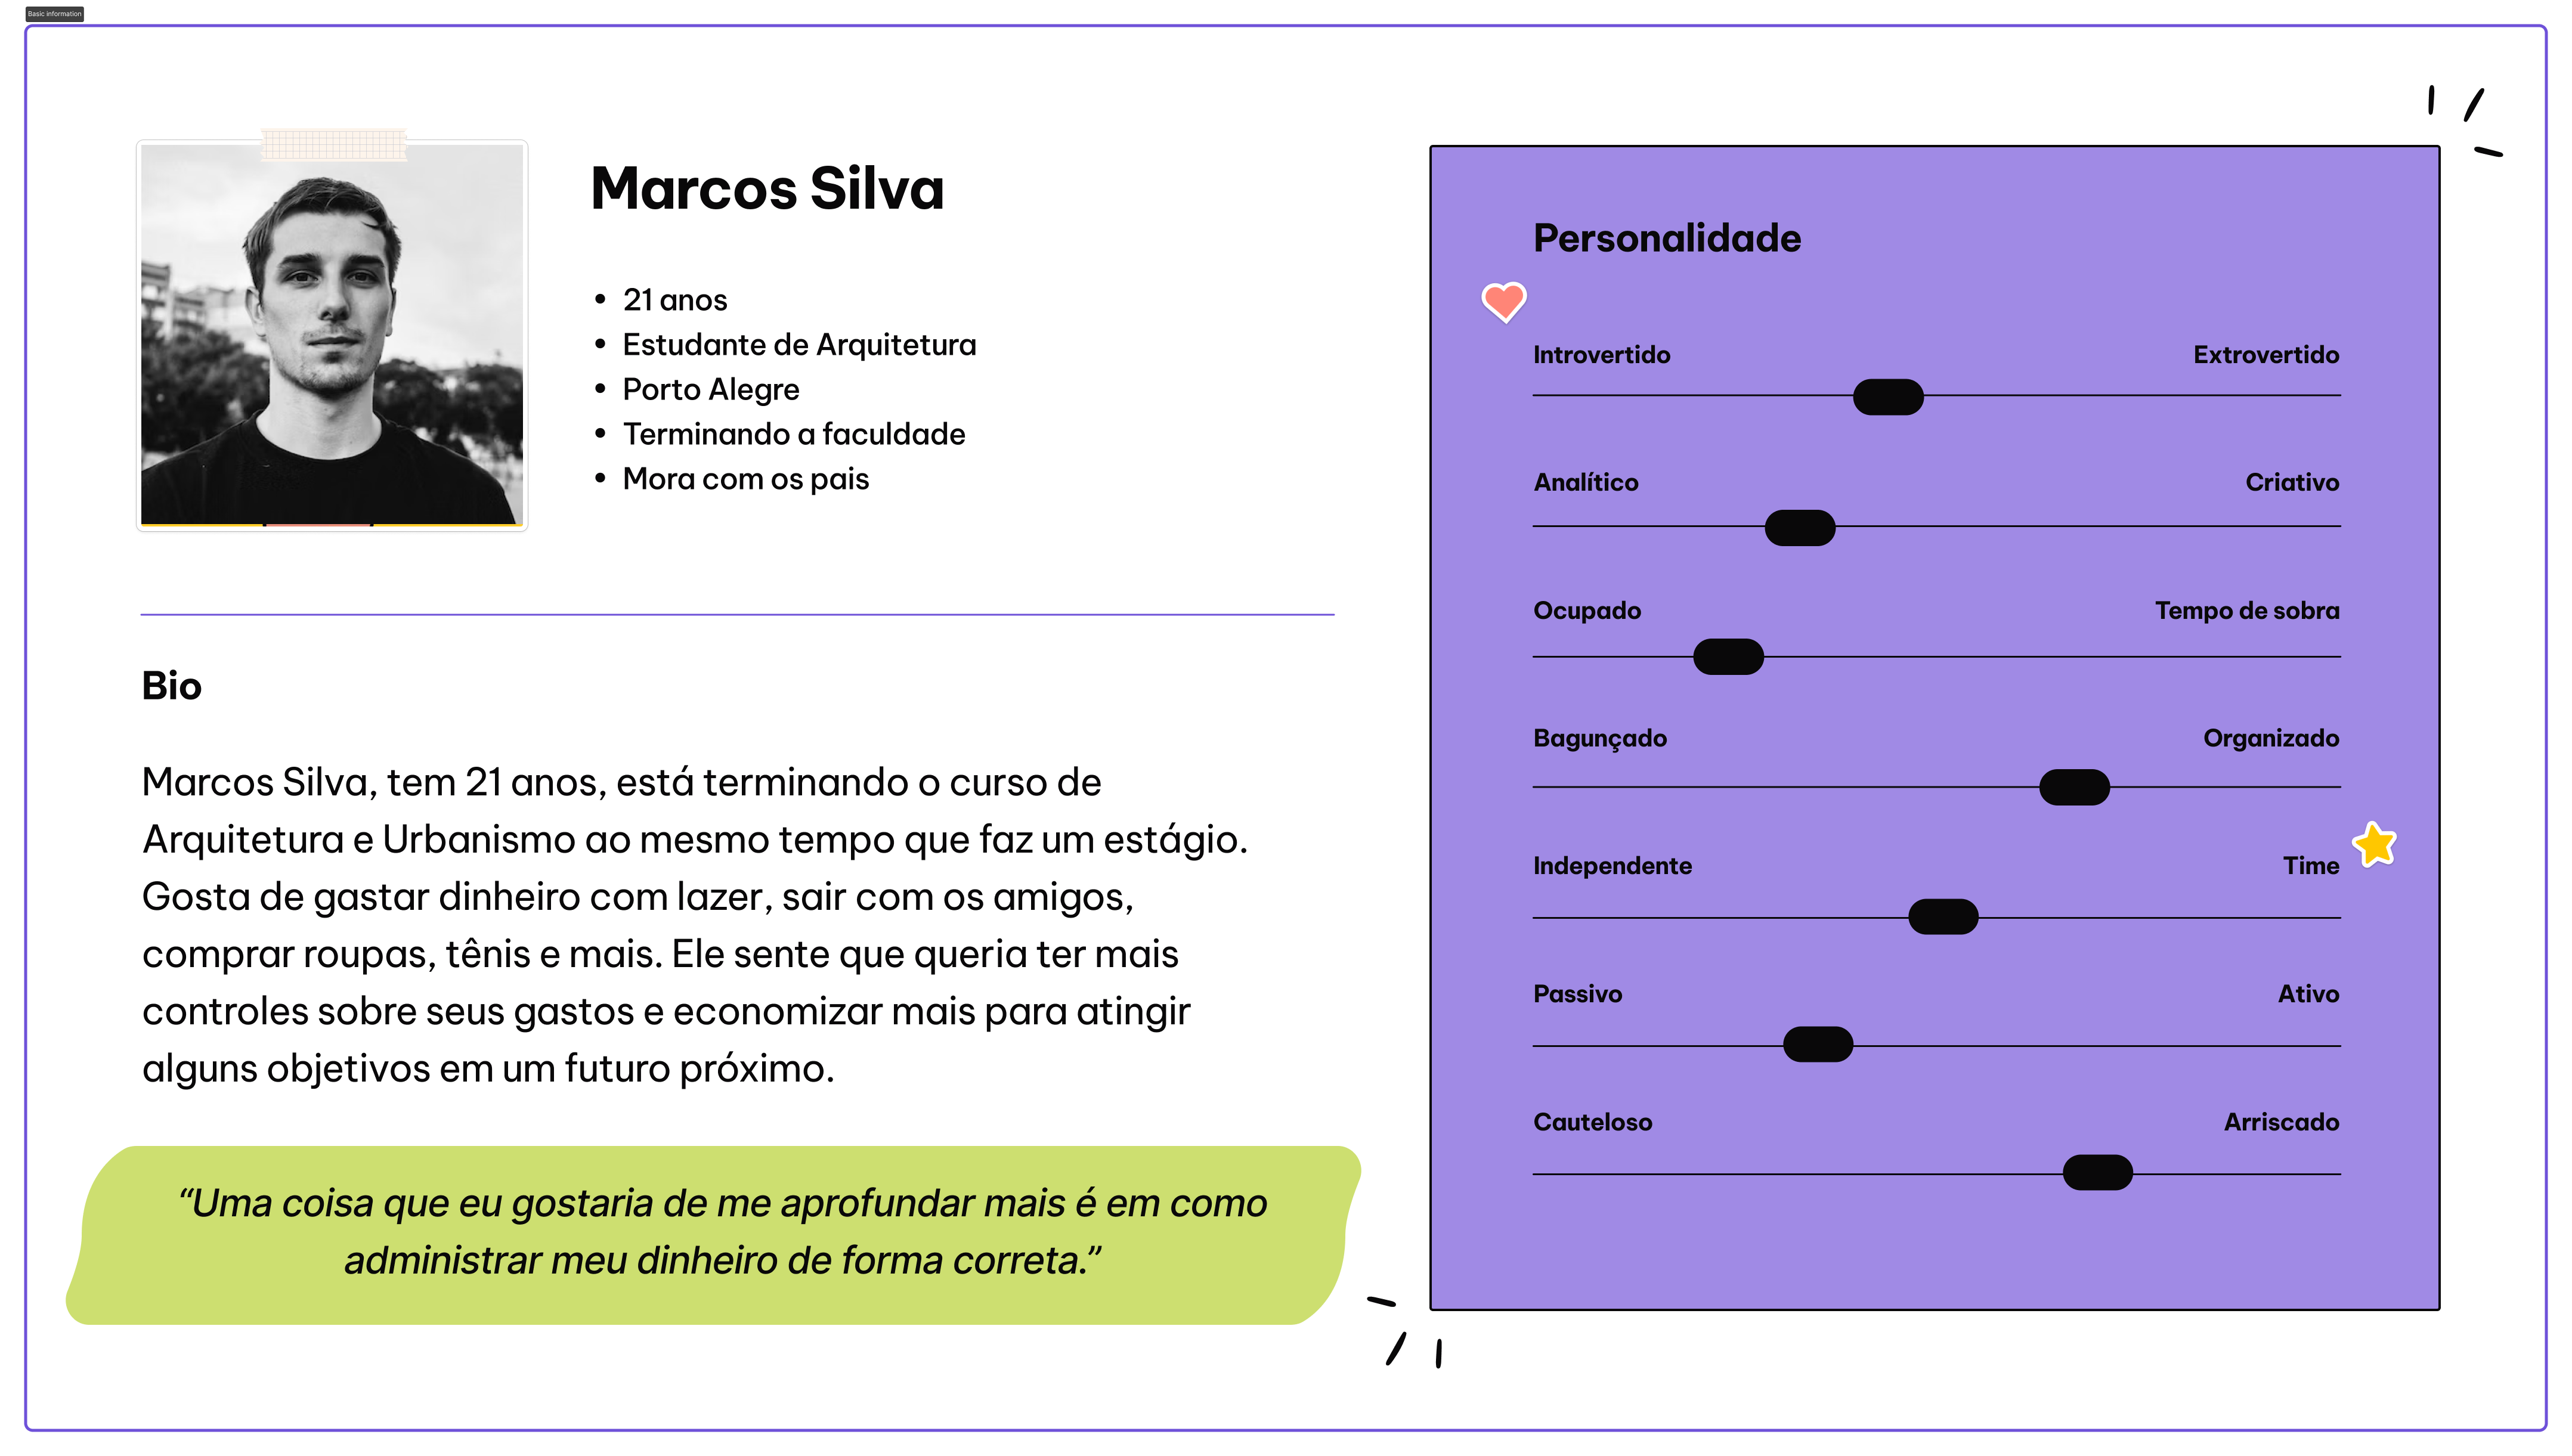 Basic information
Marcos Silva
• 21 anos
• Estudante de Arquitetura
• Porto Alegre
• Terminando a faculdade
• Mora com os pais
Bio
Marcos Silva, tem 21 anos, está terminando o curso de
Arquitetura e Urbanismo ao mesmo tempo que faz um estágio.
Gosta de gastar dinheiro com lazer, sair com os amigos,
comprar roupas, tênis e mais. Ele sente que queria ter mais
controles sobre seus gastos e economizar mais para atingir
alguns objetivos em um futuro próximo.
“Uma coisa que eu gostaria de me aprofundar mais é em como
administrar meu dinheiro de forma correta.”
Personalidade
Introvertido Extrovertido
Analítico Criativo
Ocupado Tempo de sobra
Bagunçado Organizado
Independente Time
Passivo Ativo
Cauteloso Arriscado